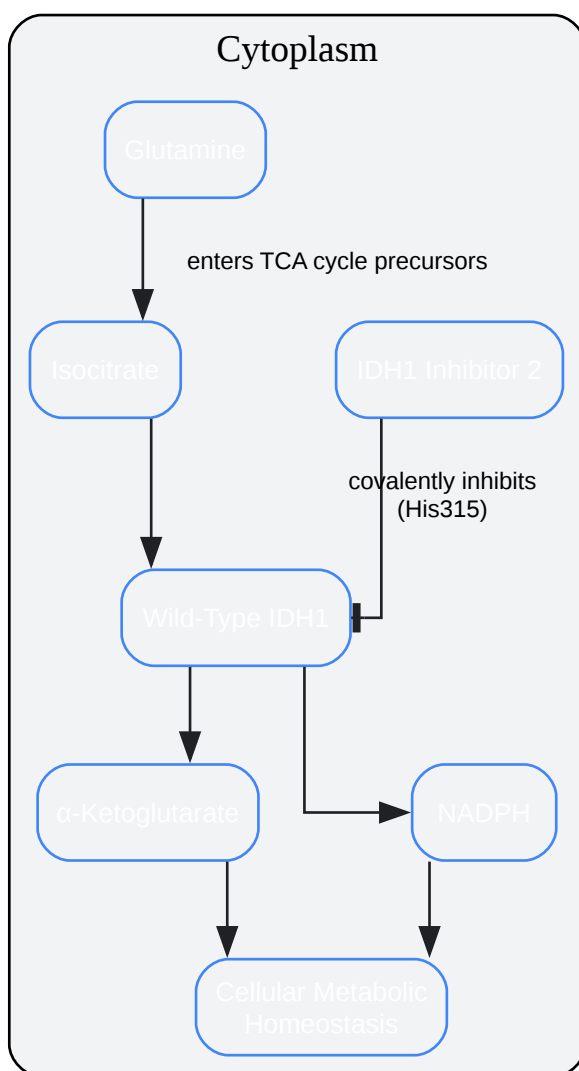 Cytoplasm
Glutamine
enters TCA cycle precursors
Isocitrate
IDH1 Inhibitor 2
covalently inhibits
(His315)
Wild-Type IDH1
α-Ketoglutarate
NADPH
Cellular Metabolic
Homeostasis